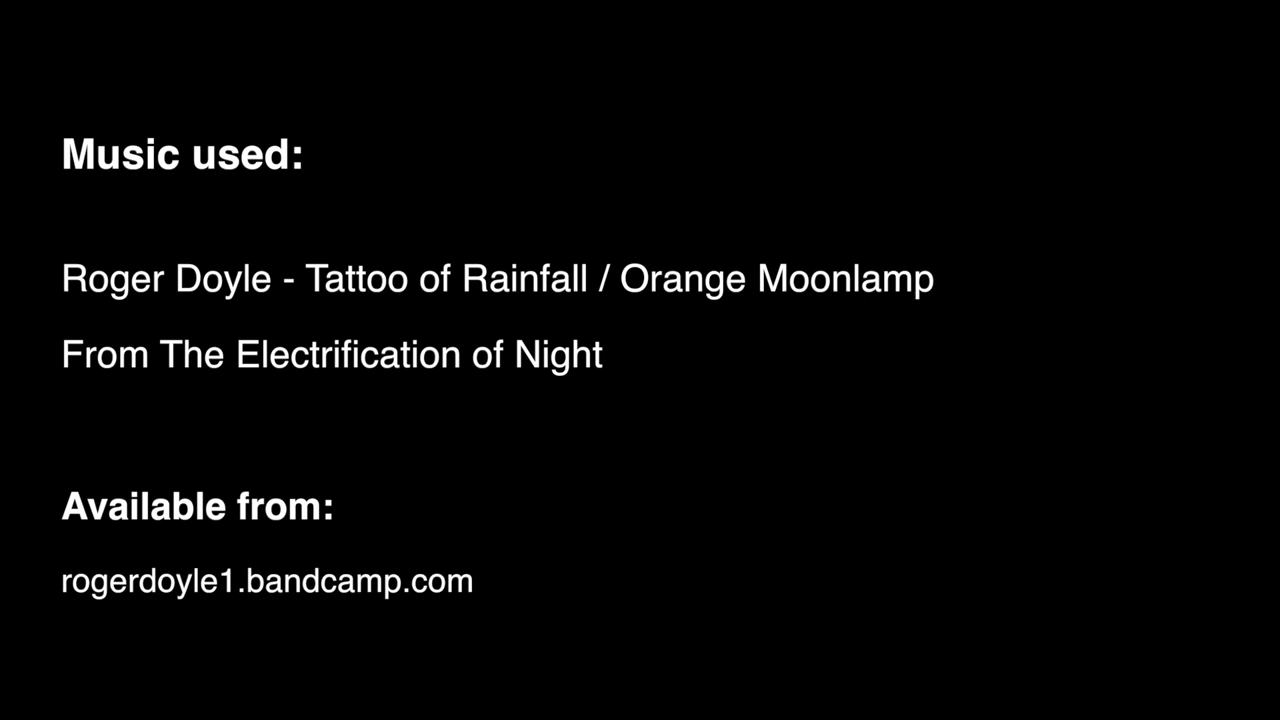 Music used:
Roger Doyle - Tattoo of Rainfall / Orange Moonlamp
From The Electrification of Night
Available from:
rogerdoyle1.bandcamp.com